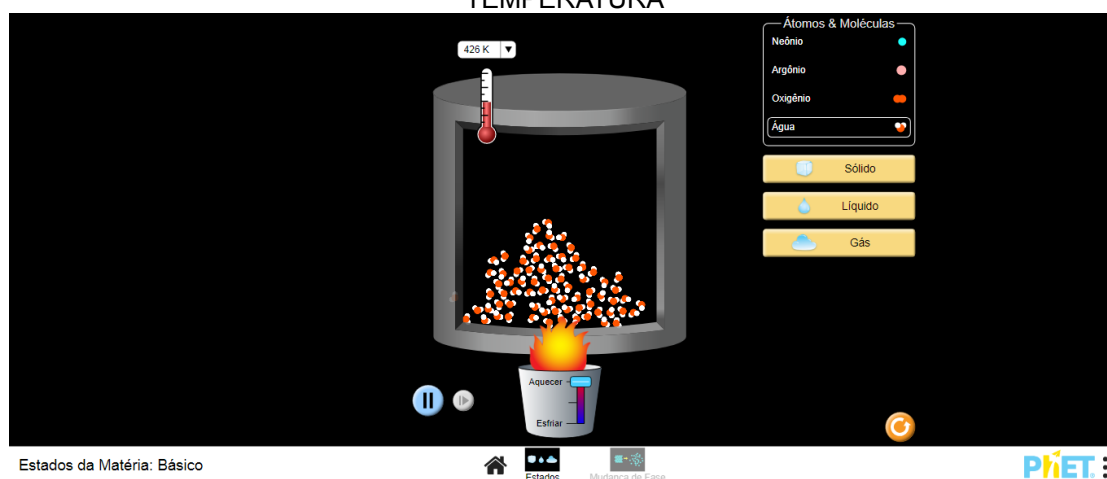 TEMPERATURA
426 K
Átomos & Moléculas
Neônio
Argônio
Oxigênio
Água
Sólido
Líquido
Gás
Aquecer
Esfriar
Estados da Matéria: Básico
Estados
Mudança de Fase
PhET